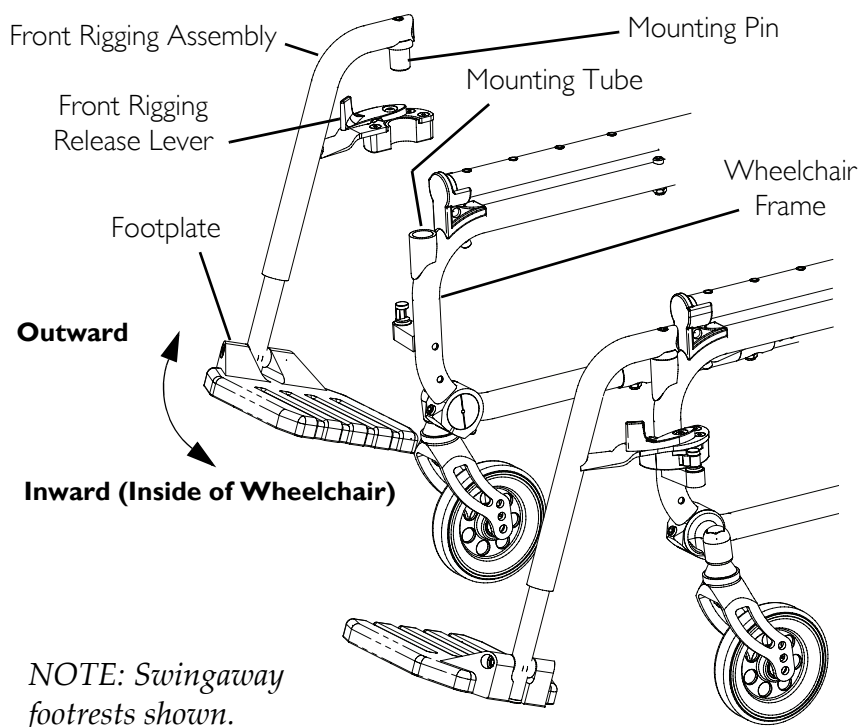 Front Rigging Assembly
Mounting Pin
Mounting Tube
Front Rigging
Release Lever
Wheelchair
Frame
Footplate
Outward
Inward (Inside of Wheelchair)
NOTE: Swingaway
footrests shown.